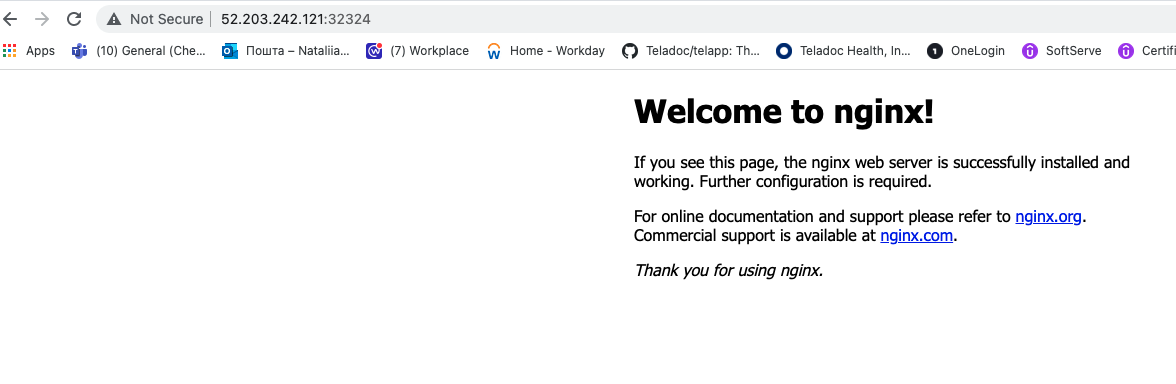 Not Secure | 52.203.242.121:32324
Apps (10) General (Che... Пошта – Nataliia... (7) Workplace Home - Workday Teladoc/telapp: Th... Teladoc Health, In... OneLogin SoftServe Certifi
Welcome to nginx!
If you see this page, the nginx web server is successfully installed and
working. Further configuration is required.
For online documentation and support please refer to nginx.org.
Commercial support is available at nginx.com.
Thank you for using nginx.